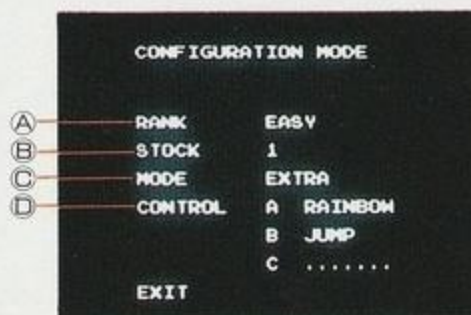 CONFIGURATION MODE
Ⓐ RANK EASY
Ⓑ STOCK 1
Ⓒ MODE EXTRA
Ⓓ CONTROL A RAINBOW
B JUMP
C .......
EXIT